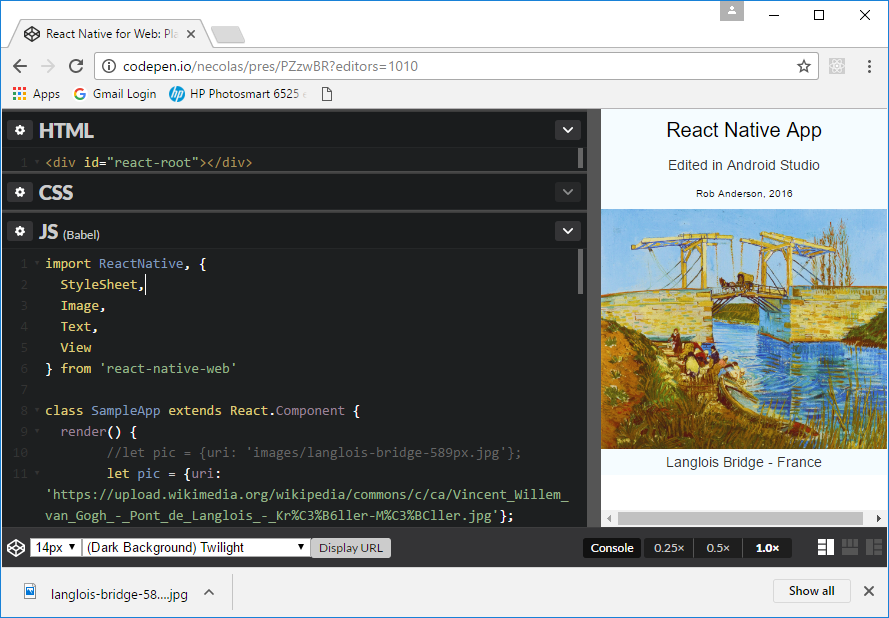 React Native for Web: Pla
codepen.io/necolas/pres/PZzwBR?editors=1010
Apps
Gmail Login
HP Photosmart 6525
HTML
1 <div id="react-root"></div>
CSS
JS (Babel)
1 import ReactNative, {
2 StyleSheet,
3 Image,
4 Text,
5 View
6 } from 'react-native-web'
7
8 class SampleApp extends React.Component {
9 render() {
10 //let pic = {uri: 'images/langlois-bridge-589px.jpg'};
11 let pic = {uri:
'https://upload.wikimedia.org/wikipedia/commons/c/ca/Vincent_Willem_
van_Gogh_-_Pont_de_Langlois_-_Kr%C3%B6ller-M%C3%BCller.jpg'};
React Native App
Edited in Android Studio
Rob Anderson, 2016
Langlois Bridge - France
14px
(Dark Background) Twilight
Display URL
Console
0.25×
0.5×
1.0×
langlois-bridge-58....jpg
Show all